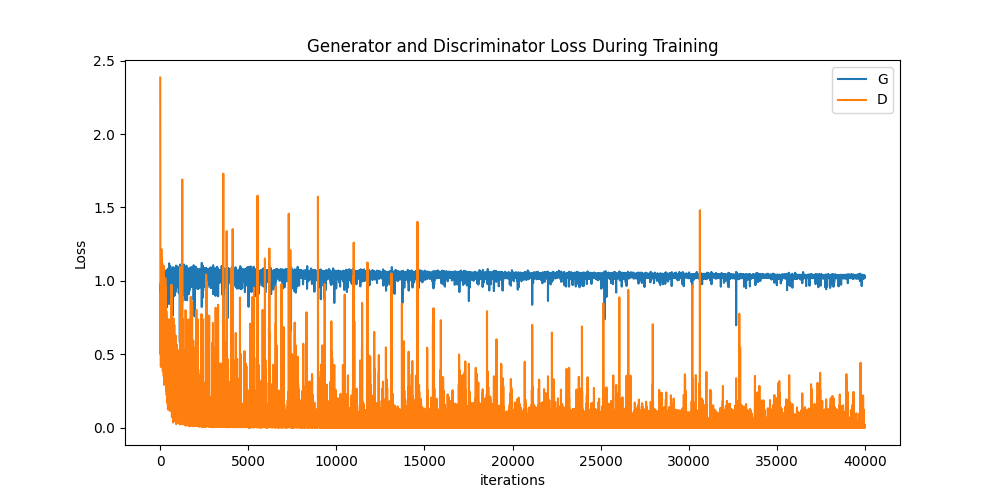 Generator and Discriminator Loss During Training
G
D
Loss
2.5
2.0
1.5
1.0
0.5
0.0
0 5000 10000 15000 20000 25000 30000 35000 40000
iterations